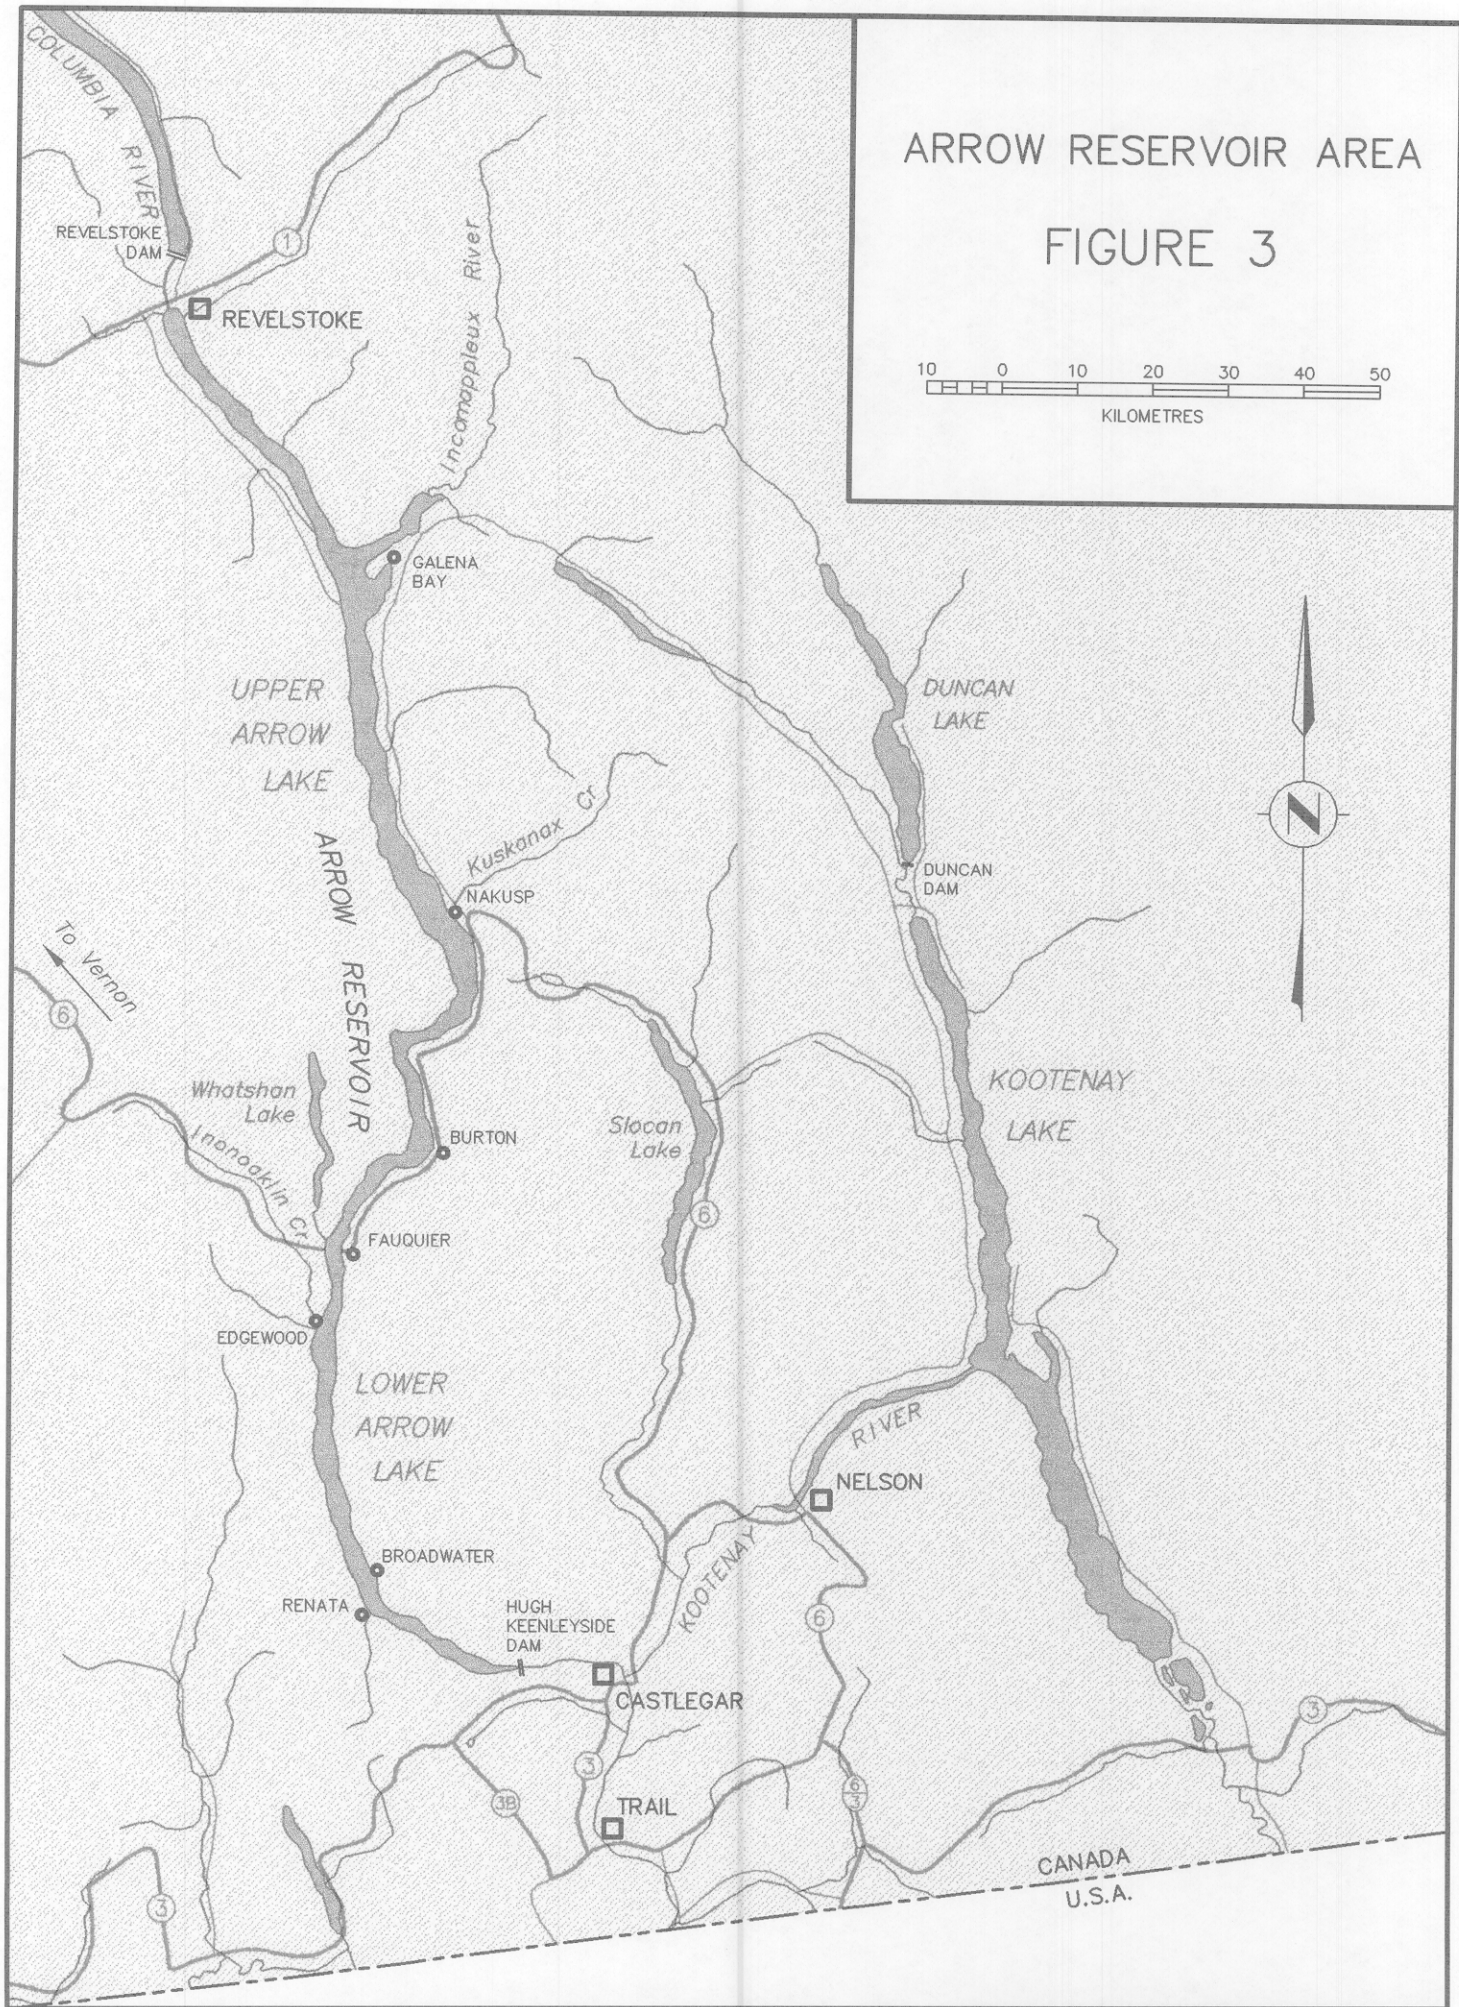 ARROW RESERVOIR AREA
FIGURE 3
10 0 10 20 30 40 50
KILOMETRES
COLUMBIA RIVER
REVELSTOKE
DAM
1
REVELSTOKE
Incomappleux River
GALENA
BAY
UPPER
ARROW
LAKE
DUNCAN
LAKE
ARROW RESERVOIR
Kuskanax Cr
NAKUSP
DUNCAN
DAM
N
To Vernon
6
Whatshan
Lake
Inonoaklin Cr.
BURTON
Slocan
Lake
KOOTENAY
LAKE
6
FAUQUIER
EDGEWOOD
LOWER
ARROW
LAKE
KOOTENAY RIVER
NELSON
BROADWATER
RENATA
HUGH
KEENLEYSIDE
DAM
6
CASTLEGAR
3
3
3B
6
3
TRAIL
3
CANADA
U.S.A.